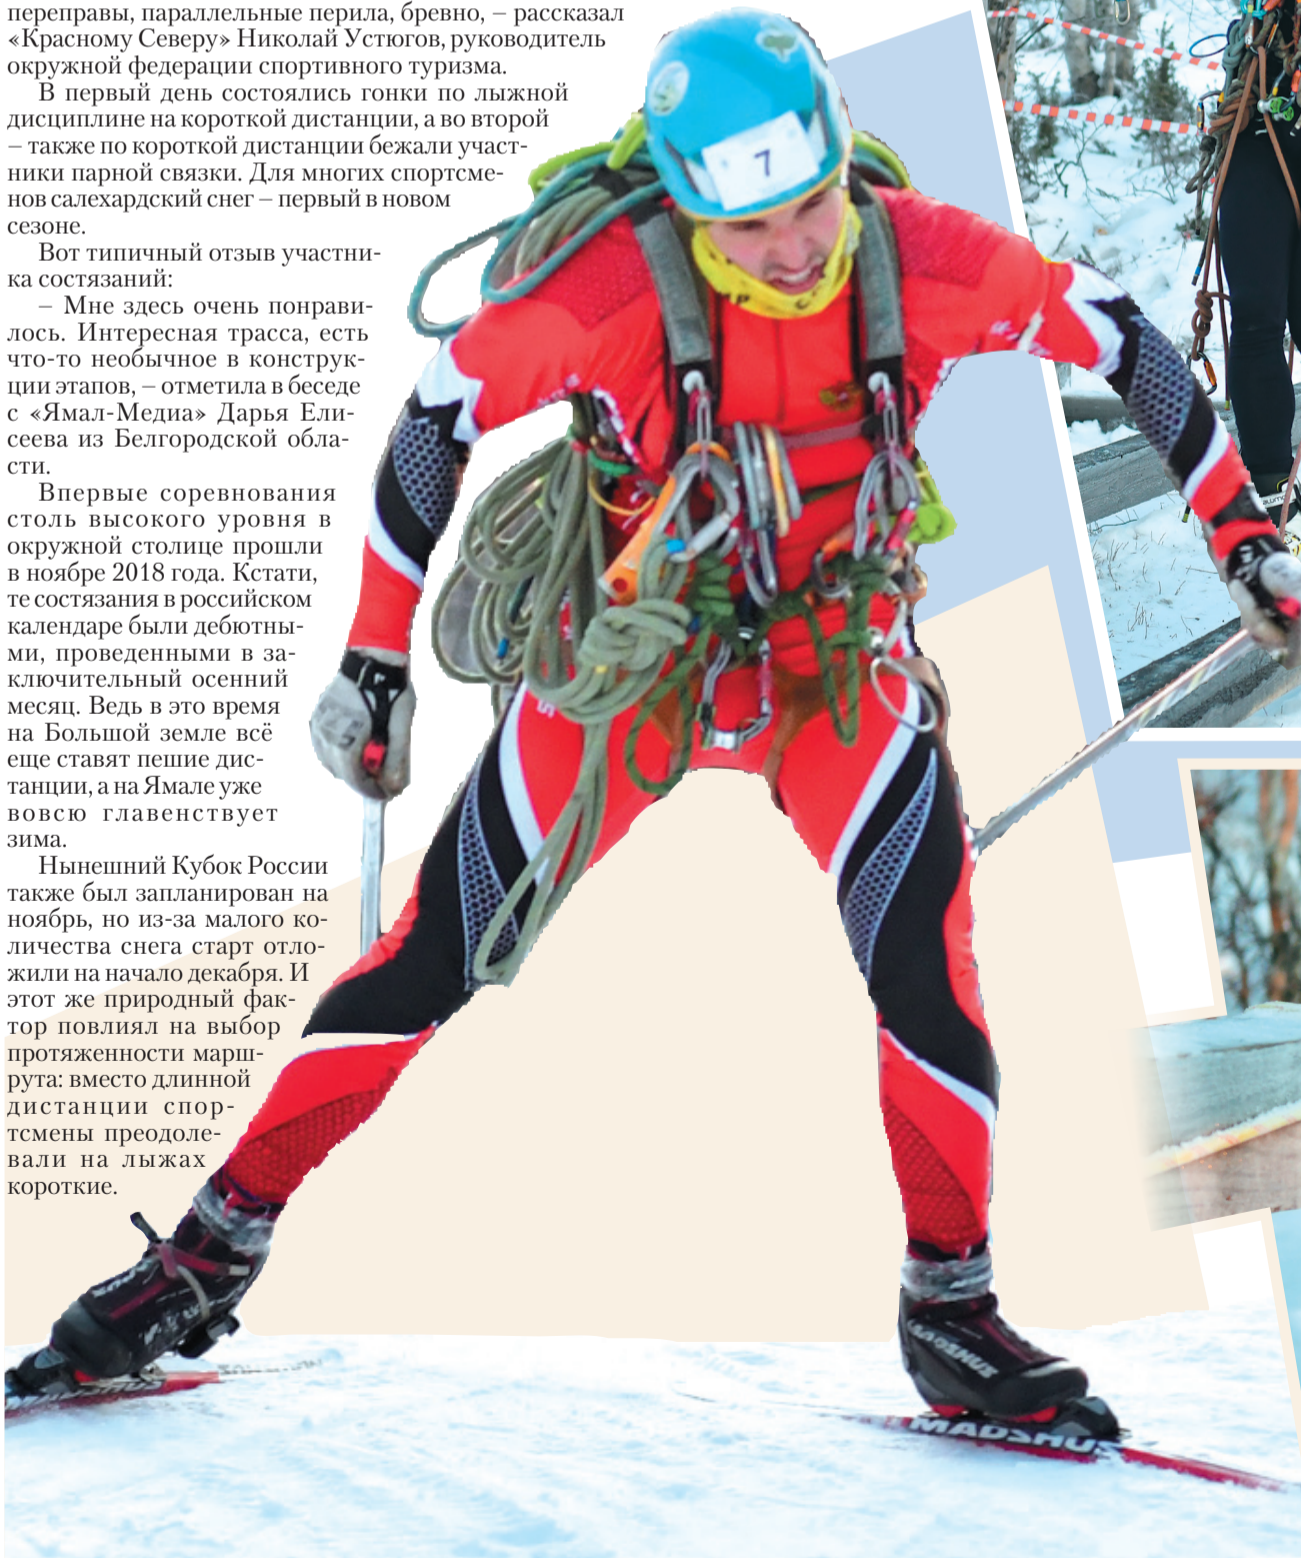 переправы, параллельные перила, бревно, – рассказал
«Красному Северу» Николай Устюгов, руководитель
окружной федерации спортивного туризма.
В первый день состоялись гонки по лыжной
дисциплине на короткой дистанции, а во второй
– также по короткой дистанции бежали участ-
ники парной связки. Для многих спортсме-
нов салехардский снег – первый в новом
сезоне.
Вот типичный отзыв участни-
ка состязаний:
– Мне здесь очень понрави-
лось. Интересная трасса, есть
что-то необычное в конструк-
ции этапов, – отметила в беседе
с «Ямал-Медиа» Дарья Ели-
сеева из Белгородской обла-
сти.
Впервые соревнования
столь высокого уровня в
окружной столице прошли
в ноябре 2018 года. Кстати,
те состязания в российском
календаре были дебютны-
ми, проведенными в за-
ключительный осенний
месяц. Ведь в это время
на Большой земле всё
еще ставят пешие дис-
танции, а на Ямале уже
вовсю главенствует
зима.
Нынешний Кубок России
также был запланирован на
ноябрь, но из-за малого ко-
личества снега старт отло-
жили на начало декабря. И
этот же природный фак-
тор повлиял на выбор
протяженности марш-
рута: вместо длинной
дистанции спор-
тсмены преодоле-
вали на лыжах
короткие.
7
MADSHUS
MADSHUS
MADSHUS